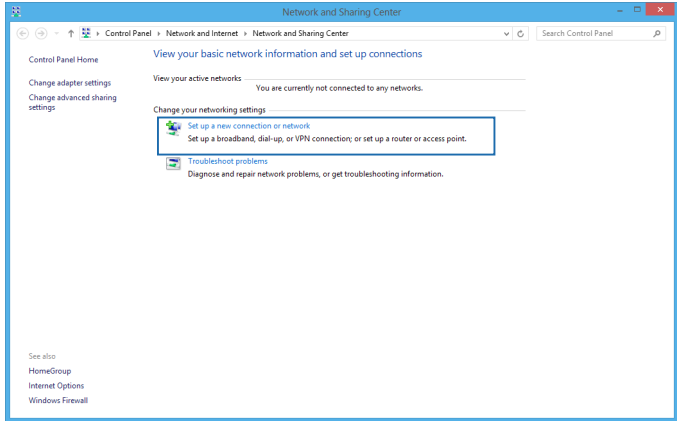 Network and Sharing Center
Control Panel Network and Internet Network and Sharing Center
Search Control Panel
Control Panel Home
Change adapter settings
Change advanced sharing
settings
View your basic network information and set up connections
View your active networks
You are currently not connected to any networks.
Change your networking settings
Set up a new connection or network
Set up a broadband, dial-up, or VPN connection; or set up a router or access point.
Troubleshoot problems
Diagnose and repair network problems, or get troubleshooting information.
See also
HomeGroup
Internet Options
Windows Firewall